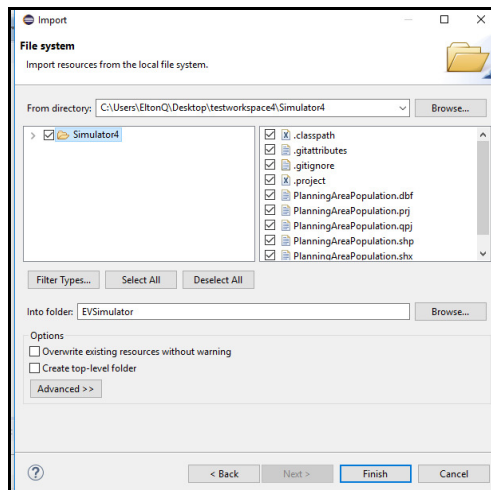 Import
File system
Import resources from the local file system.
From directory: C:\Users\EltonQ\Desktop\testworkspace4\Simulator4 Browse...
Simulator4
.classpath
.gitattributes
.gitignore
.project
PlanningAreaPopulation.dbf
PlanningAreaPopulation.prj
PlanningAreaPopulation.qpj
PlanningAreaPopulation.shp
PlanningAreaPopulation.shx
Filter Types... Select All Deselect All
Into folder: EVSimulator Browse...
Options
Overwrite existing resources without warning
Create top-level folder
Advanced >>
< Back Next > Finish Cancel